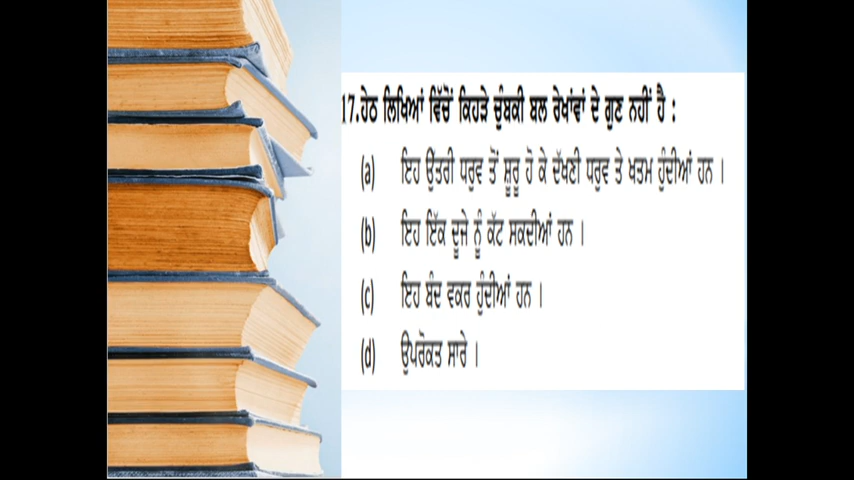 17.ਹੇਠ ਲਿਖਿਆਂ ਵਿੱਚੋਂ ਕਿਹੜੇ ਚੁੰਬਕੀ ਬਲ ਰੇਖਾਂਵਾਂ ਦੇ ਗੁਣ ਨਹੀਂ ਹੈ :
(a) ਇਹ ਉੱਤਰੀ ਧਰੁਵ ਤੋਂ ਸ਼ੁਰੂ ਹੋ ਕੇ ਦੱਖਣੀ ਧਰੁਵ ਤੇ ਖਤਮ ਹੁੰਦੀਆਂ ਹਨ ।
(b) ਇਹ ਇੱਕ ਦੂਜੇ ਨੂੰ ਕੱਟ ਸਕਦੀਆਂ ਹਨ ।
(c) ਇਹ ਬੰਦ ਵਕਰ ਹੁੰਦੀਆਂ ਹਨ ।
(d) ਉਪਰੋਕਤ ਸਾਰੇ ।